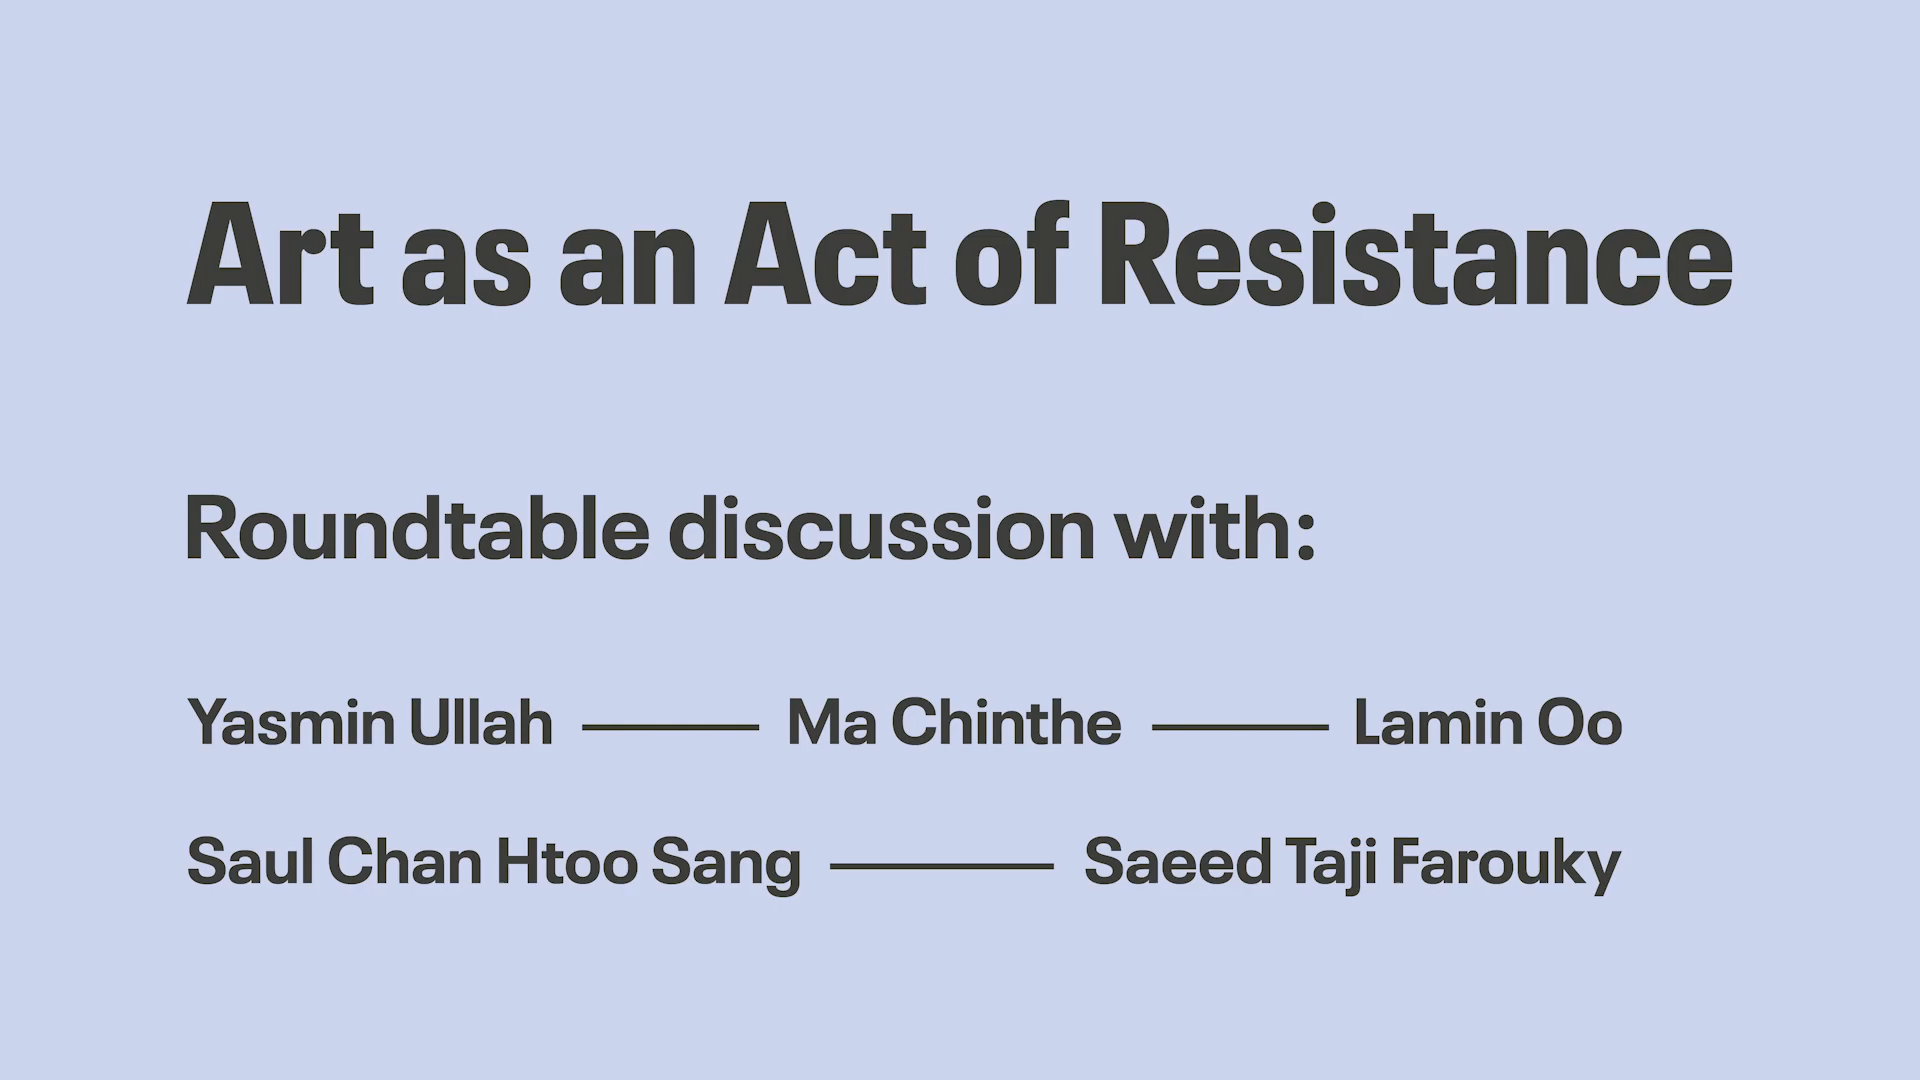 Art as an Act of Resistance
Roundtable discussion with:
Yasmin Ullah —— Ma Chinthe —— Lamin Oo
Saul Chan Htoo Sang —— Saeed Taji Farouky